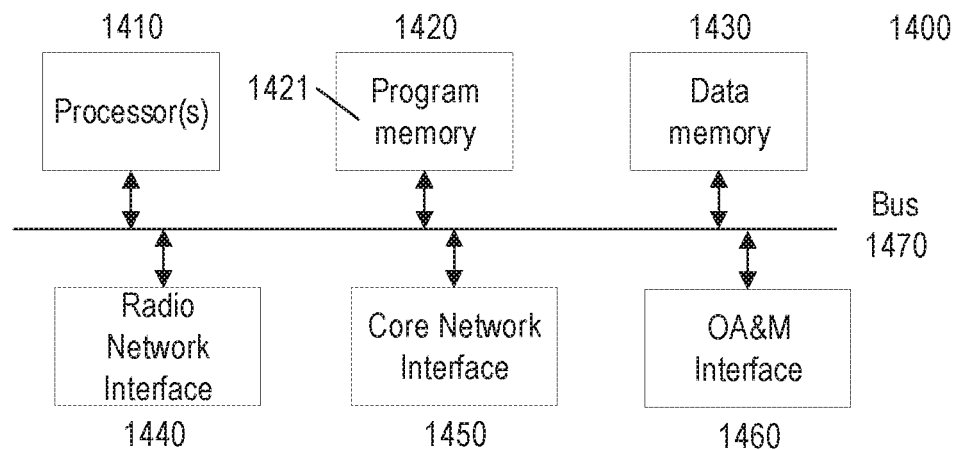 1410
1420
1430
1400
Processor(s)
1421
Program
memory
Data
memory
Bus
1470
Radio
Network
Interface
Core Network
Interface
OA&M
Interface
1440
1450
1460